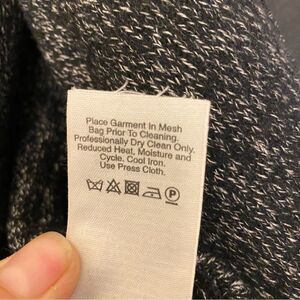 Place Garment In Mesh
Bag Prior To Cleaning.
Professionally Dry Clean Only.
Reduced Heat, Moisture and
Cycle. Cool Iron.
Use Press Cloth.
P